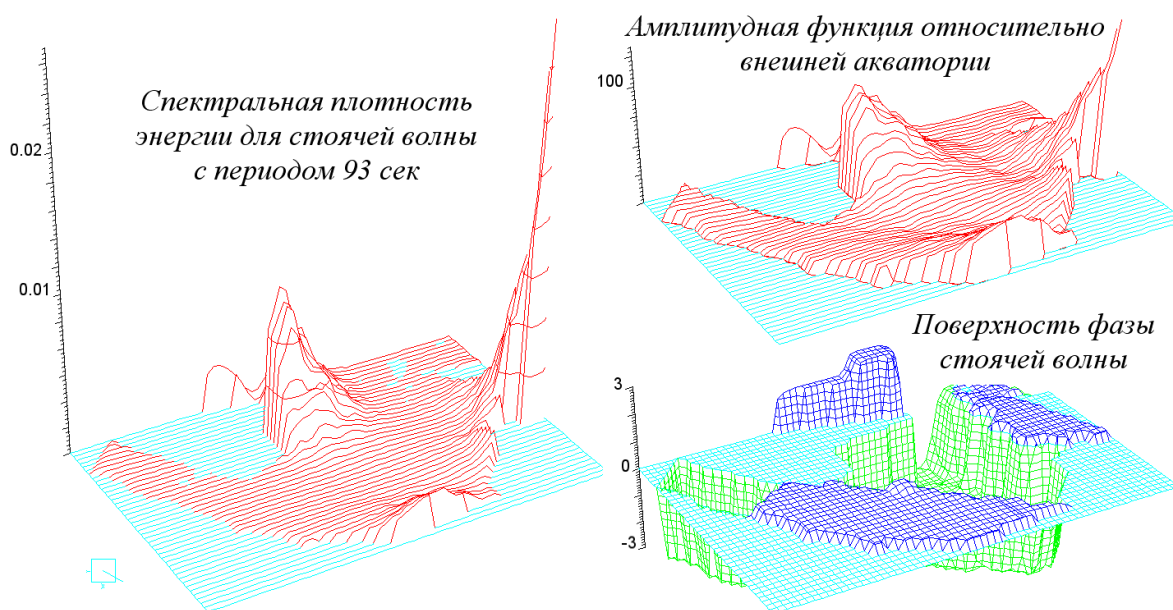 Спектральная плотность
энергии для стоячей волны
с периодом 93 сек
0.02
0.01
Амплитудная функция относительно
внешней акватории
100
Поверхность фазы
стоячей волны
3
0
-3